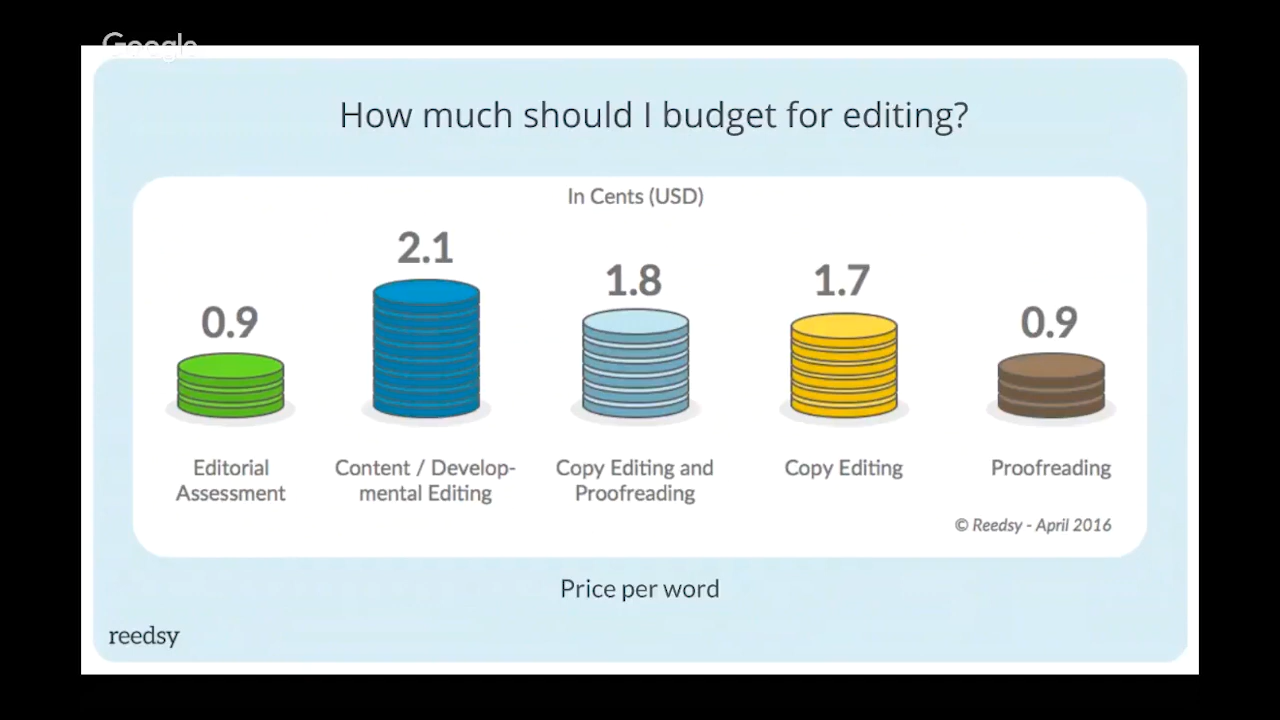 Google
How much should I budget for editing?
In Cents (USD)
0.9
2.1
1.8
1.7
0.9
Editorial
Assessment
Content / Develop-
mental Editing
Copy Editing and
Proofreading
Copy Editing
Proofreading
© Reedsy - April 2016
Price per word
reedsy